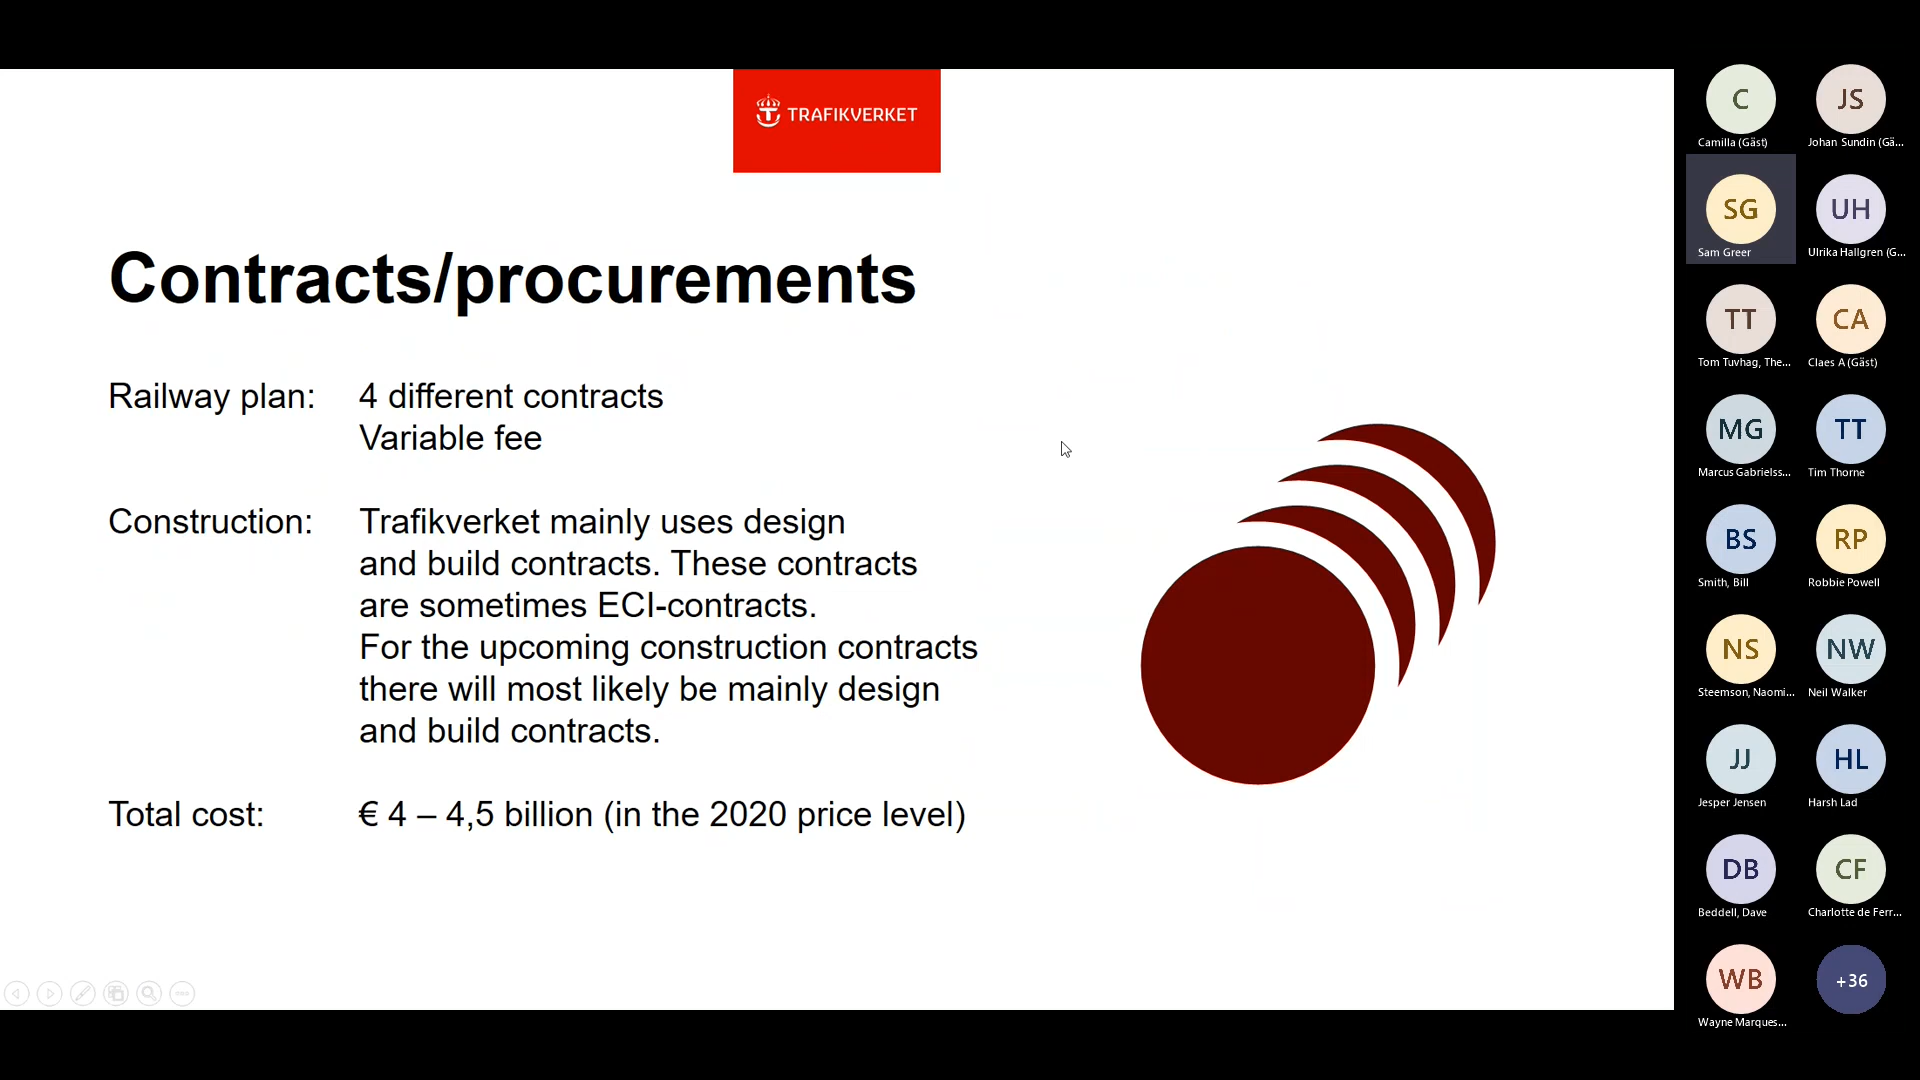 TRAFIKVERKET
Contracts/procurements
Railway plan: 4 different contracts
Variable fee
Construction: Trafikverket mainly uses design
and build contracts. These contracts
are sometimes ECI-contracts.
For the upcoming construction contracts
there will most likely be mainly design
and build contracts.
Total cost: € 4 – 4,5 billion (in the 2020 price level)
C JS
Camilla (Gäst) Johan Sundin (Gä...
SG UH
Sam Greer Ulrika Hallgren (G...
TT CA
Tom Tuvhag, The... Claes A (Gäst)
MG TT
Marcus Gabrielss... Tim Thorne
BS RP
Smith, Bill Robbie Powell
NS NW
Steemson, Naomi... Neil Walker
JJ HL
Jesper Jensen Harsh Lad
DB CF
Beddell, Dave Charlotte de Ferr...
WB +36
Wayne Marques...